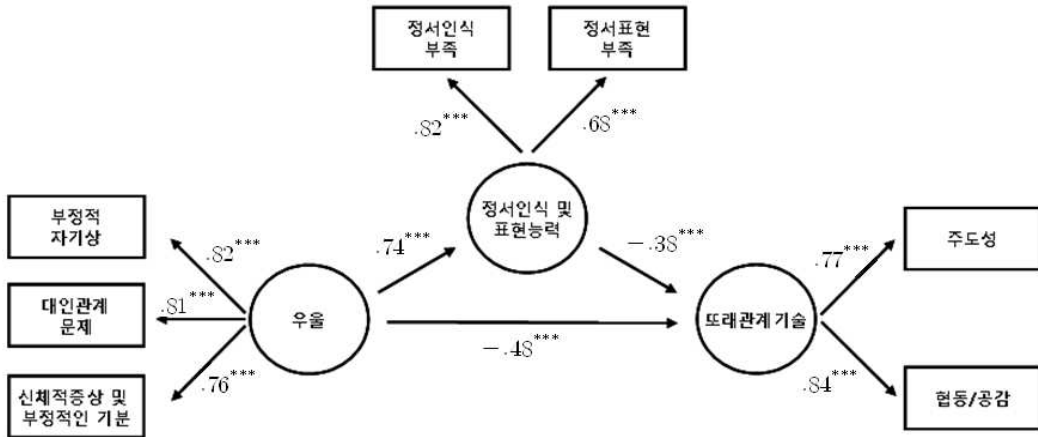 정서인식
부족
정서표현
부족
.82***
.68***
정서인식 및
표현능력
부정적
자기상
.82***
.74***
-.38***
.77***
주도성
대인관계
문제
.81***
우울
또래관계기술
-.48***
신체적증상 및
부정적인 기분
.76***
.84***
협동/공감